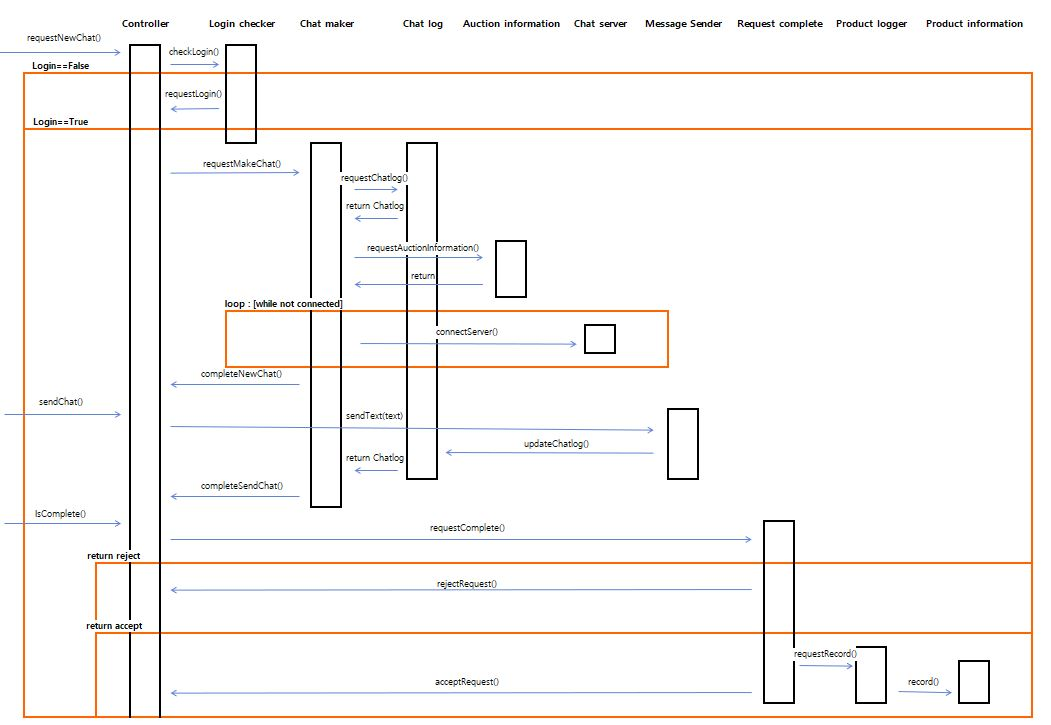 Controller Login checker Chat maker Chat log Auction information Chat server Message Sender Request complete Product logger Product information
requestNewChat()
checkLogin()
Login==False
requestLogin()
Login==True
requestMakeChat()
requestChatlog()
return Chatlog
requestAuctionInformation()
return
loop : [while not connected]
connectServer()
completeNewChat()
sendChat()
sendText(text)
updateChatlog()
return Chatlog
completeSendChat()
IsComplete()
requestComplete()
return reject
rejectRequest()
return accept
requestRecord()
acceptRequest()
record()